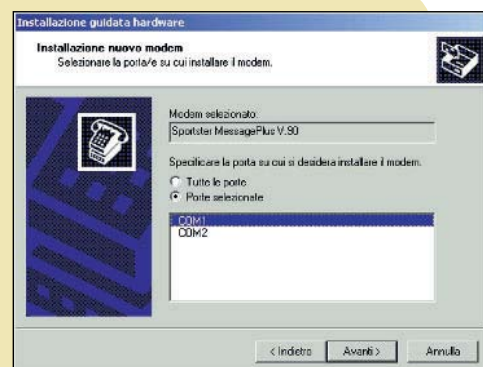 Installazione guidata hardware
Installazione nuovo modem
Selezionare la porta/e su cui installare il modem.
Modem selezionato:
Sportster MessagePlus V.90
Specificare la porta su cui si desidera installare il modem.
Tutte le porte
Porte selezionate
COM1
COM2
< Indietro
Avanti >
Annulla